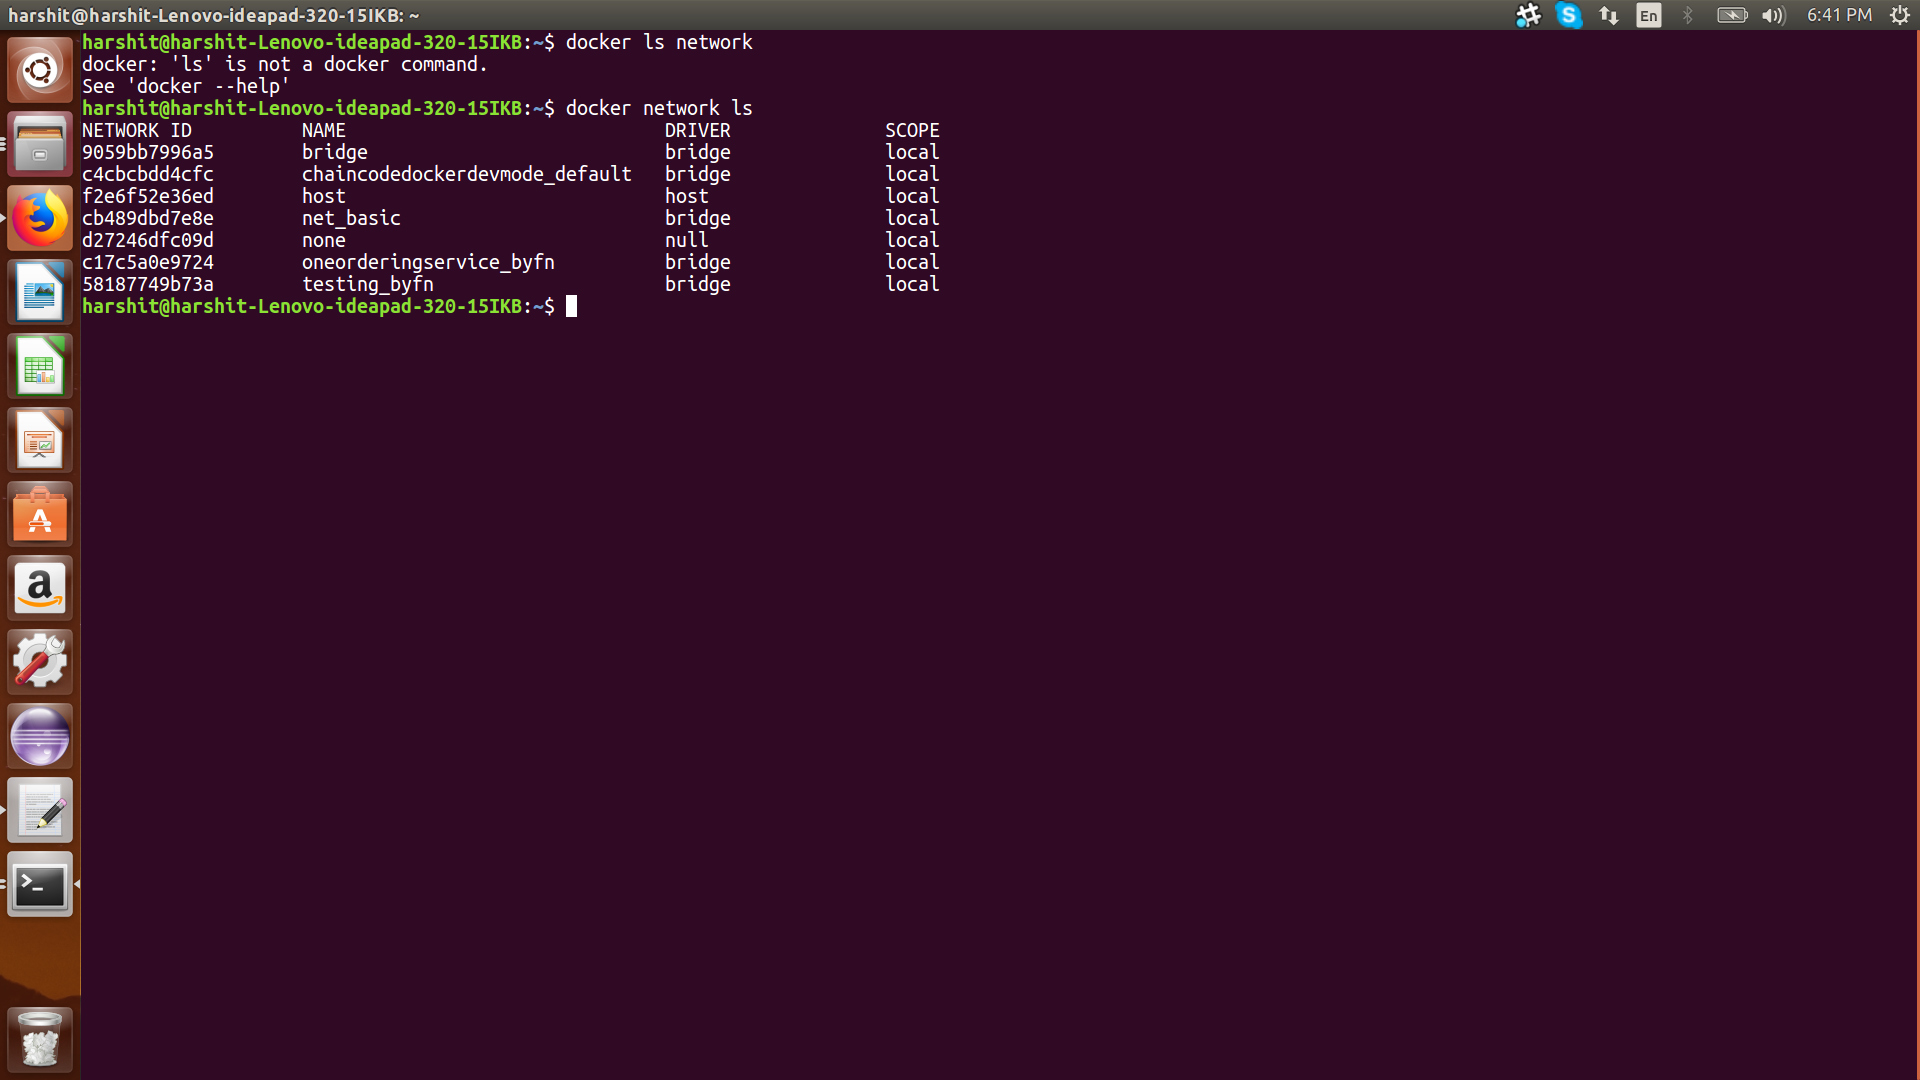 harshit@harshit-Lenovo-ideapad-320-15IKB: ~
En
6:41 PM
harshit@harshit-Lenovo-ideapad-320-15IKB:~$ docker ls network
docker: 'ls' is not a docker command.
See 'docker --help'
harshit@harshit-Lenovo-ideapad-320-15IKB:~$ docker network ls
NETWORK ID NAME DRIVER SCOPE
9059bb7996a5 bridge bridge local
c4cbcbdd4cfc chaincodedockerdevmode_default bridge local
f2e6f52e36ed host host local
cb489dbd7e8e net_basic bridge local
d27246dfc09d none null local
c17c5a0e9724 oneorderingservice_byfn bridge local
58187749b73a testing_byfn bridge local
harshit@harshit-Lenovo-ideapad-320-15IKB:~$